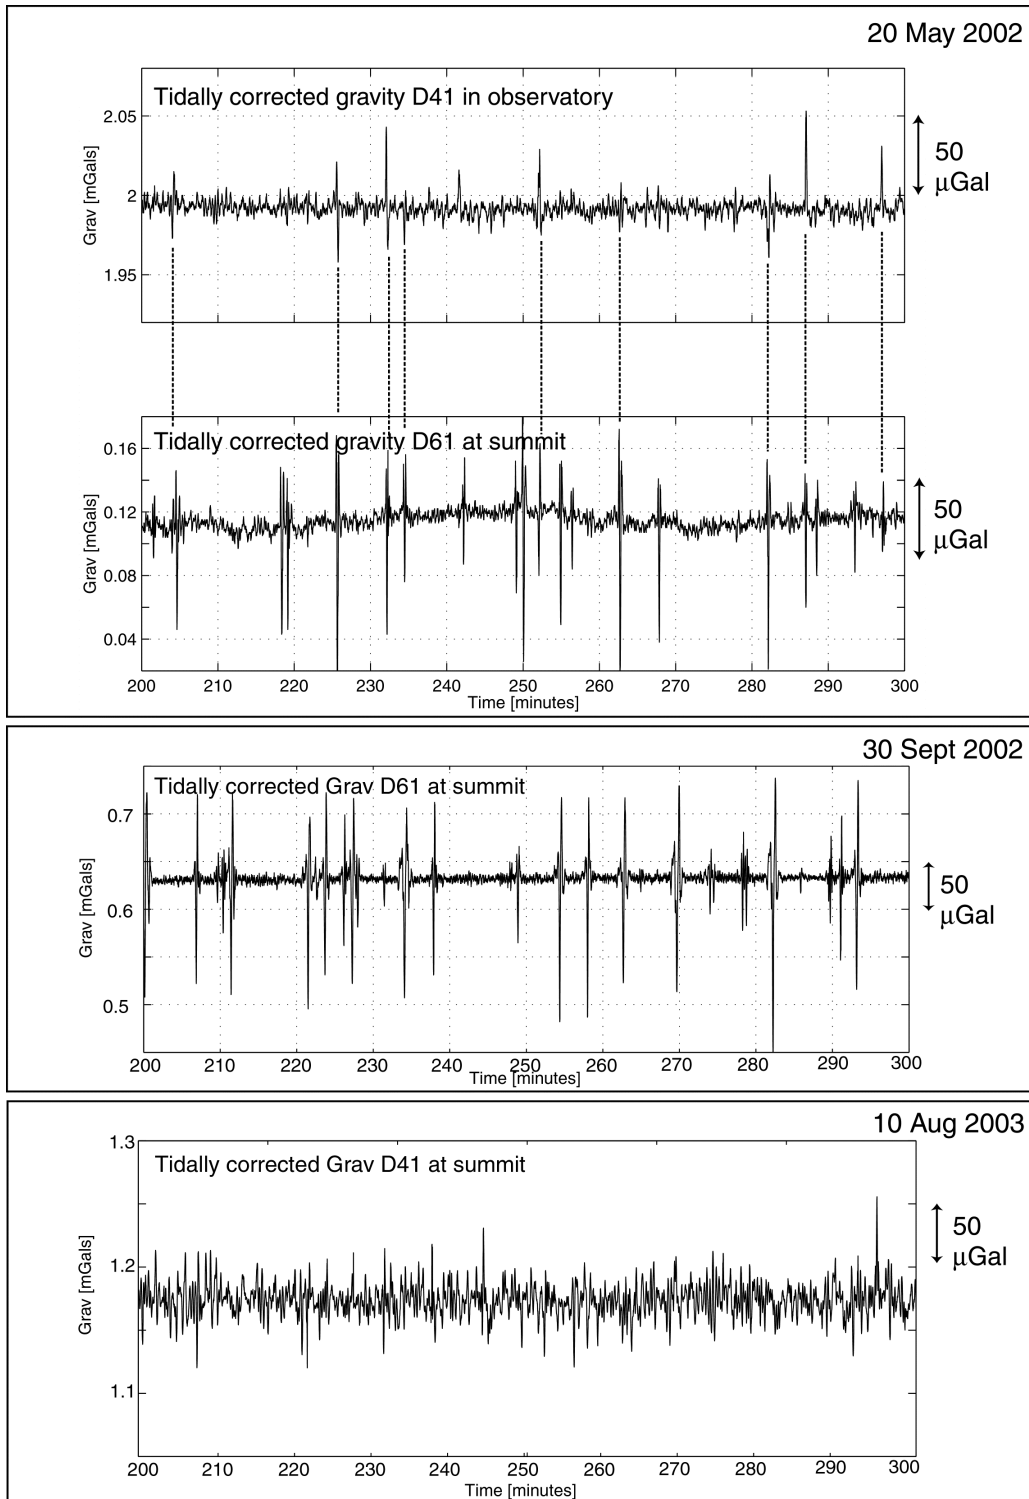 20 May 2002
Tidally corrected gravity D41 in observatory
2.05
2
1.95
Grav [mGals]
50
μGal
Tidally corrected gravity D61 at summit
0.16
0.12
0.08
0.04
Grav [mGals]
50
μGal
200 210 220 230 240 250 260 270 280 290 300
Time [minutes]
30 Sept 2002
Tidally corrected Grav D61 at summit
0.7
0.6
0.5
Grav [mGals]
50
μGal
200 210 220 230 240 250 260 270 280 290 300
Time [minutes]
10 Aug 2003
1.3
Tidally corrected Grav D41 at summit
1.2
1.1
Grav [mGals]
50
μGal
200 210 220 230 240 250 260 270 280 290 300
Time [minutes]